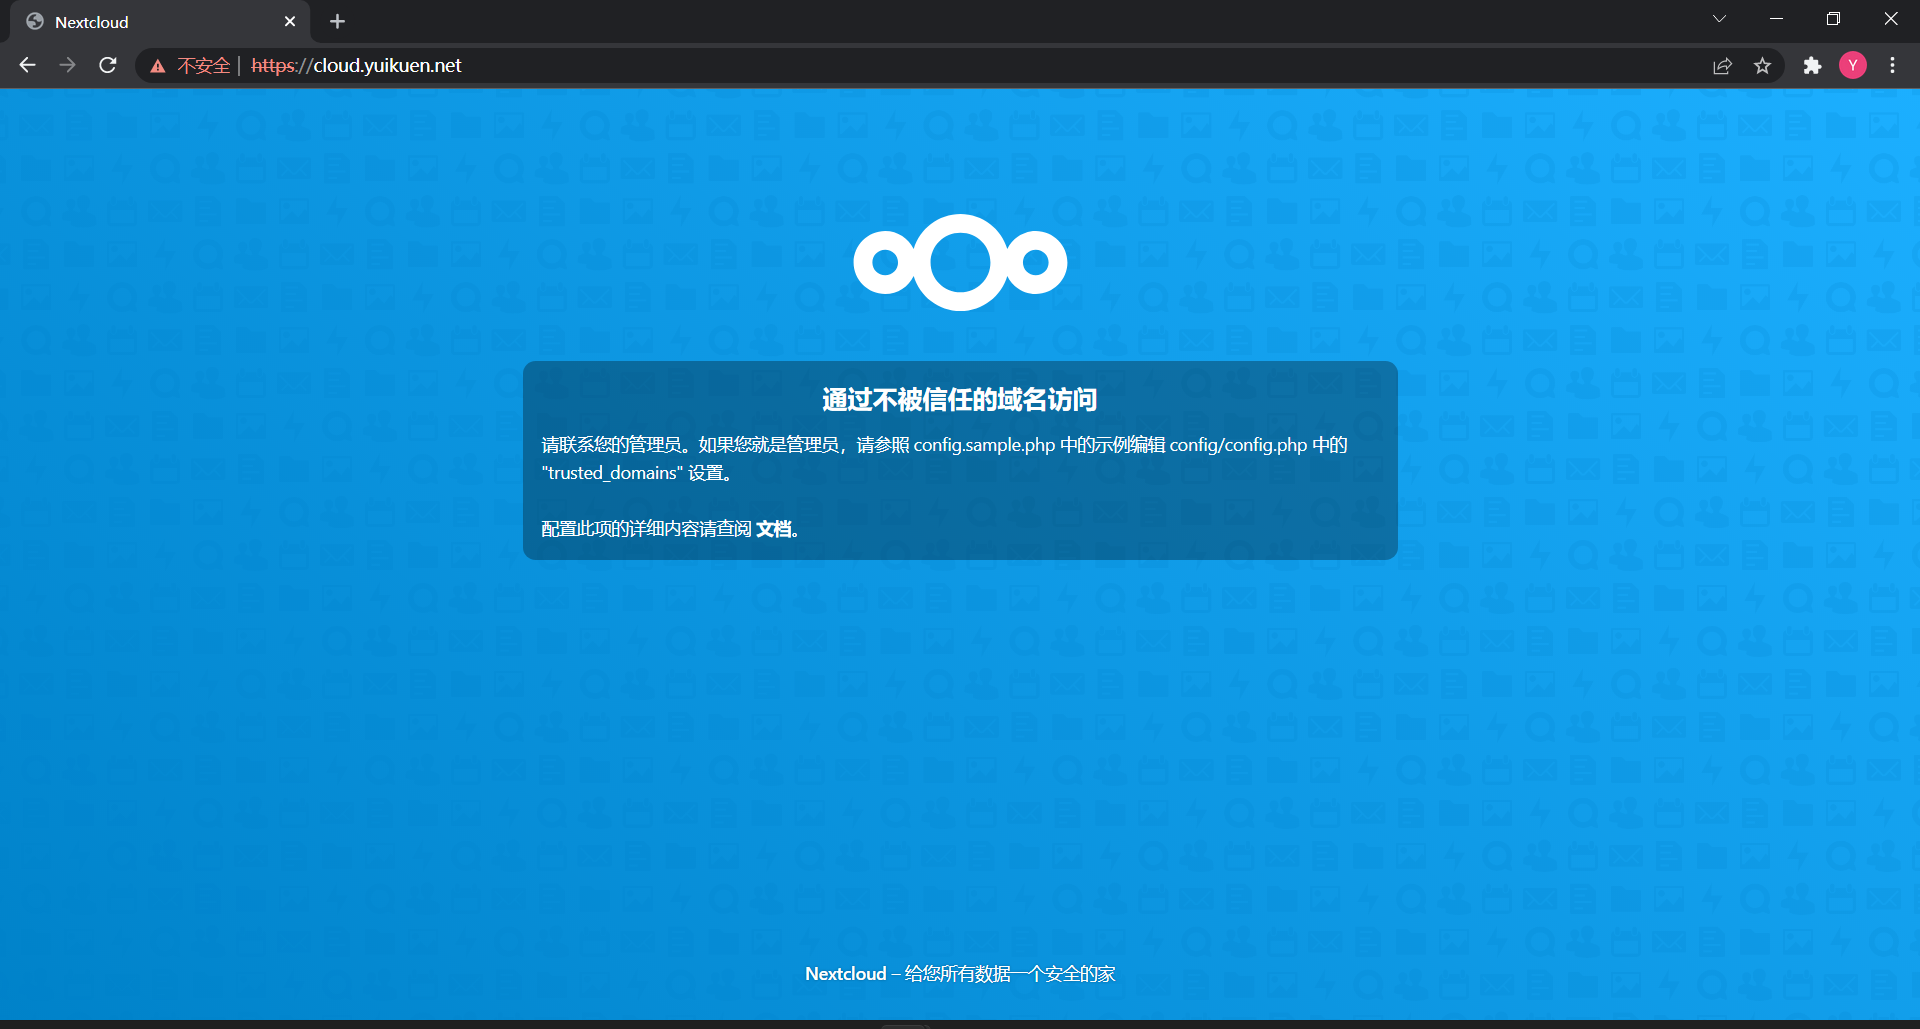 Nextcloud
不安全 | https://cloud.yuikuen.net
Y
通过不被信任的域名访问
请联系您的管理员。如果您就是管理员，请参照 config.sample.php 中的示例编辑 config/config.php 中的
"trusted_domains" 设置。
配置此项的详细内容请查阅 文档。
Nextcloud – 给您所有数据一个安全的家